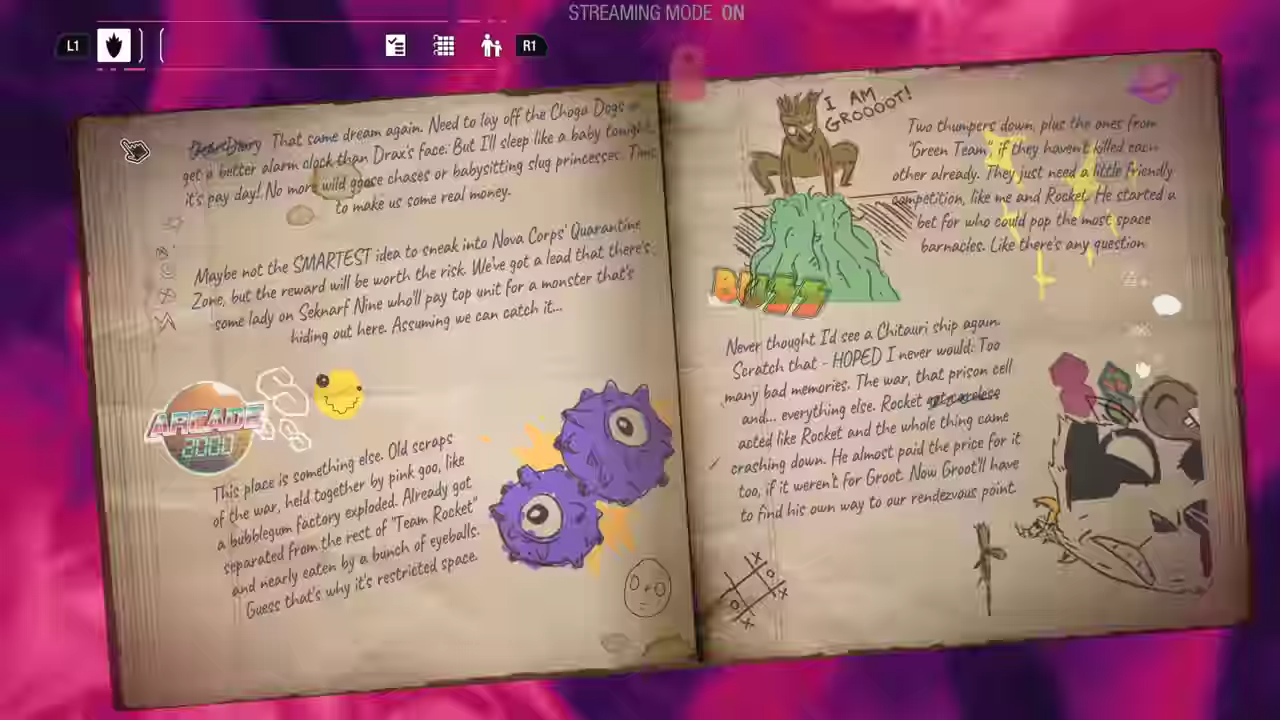 STREAMING MODE ON
L1
R1
Dear Diary That same dream again. Need to lay off the Choga Dogs -
get a better alarm clock than Drax's face. But I'll sleep like a baby tonight.
it's pay day! No more wild goose chases or babysitting slug princesses. Time
to make us some real money.
Maybe not the SMARTEST idea to sneak into Nova Corps' Quarantine
Zone, but the reward will be worth the risk. We've got a lead that there's
some lady on Seknarf Nine who'll pay top unit for a monster that's
hiding out here. Assuming we can catch it...
ARCADE
This place is something else. Old scraps
of the war, held together by pink goo, like
a bubblegum factory exploded. Already got
separated from the rest of "Team Rocket"
and nearly eaten by a bunch of eyeballs.
Guess that's why it's restricted space.
I AM
GROOOOT!
Two thumpers down, plus the ones from
"Green Team", if they haven't killed each
other already. They just need a little friendly
competition, like me and Rocket. He started a
bet for who could pop the most space
barnacles. Like there's any question.
Never thought I'd see a Chitauri ship again.
Scratch that - HOPED I never would. Too
many bad memories. The war, that prison cell
and... everything else. Rocket got careless
acted like Rocket and the whole thing came
crashing down. He almost paid the price for it
too, if it weren't for Groot. Now Groot'll have
to find his own way to our rendezvous point.